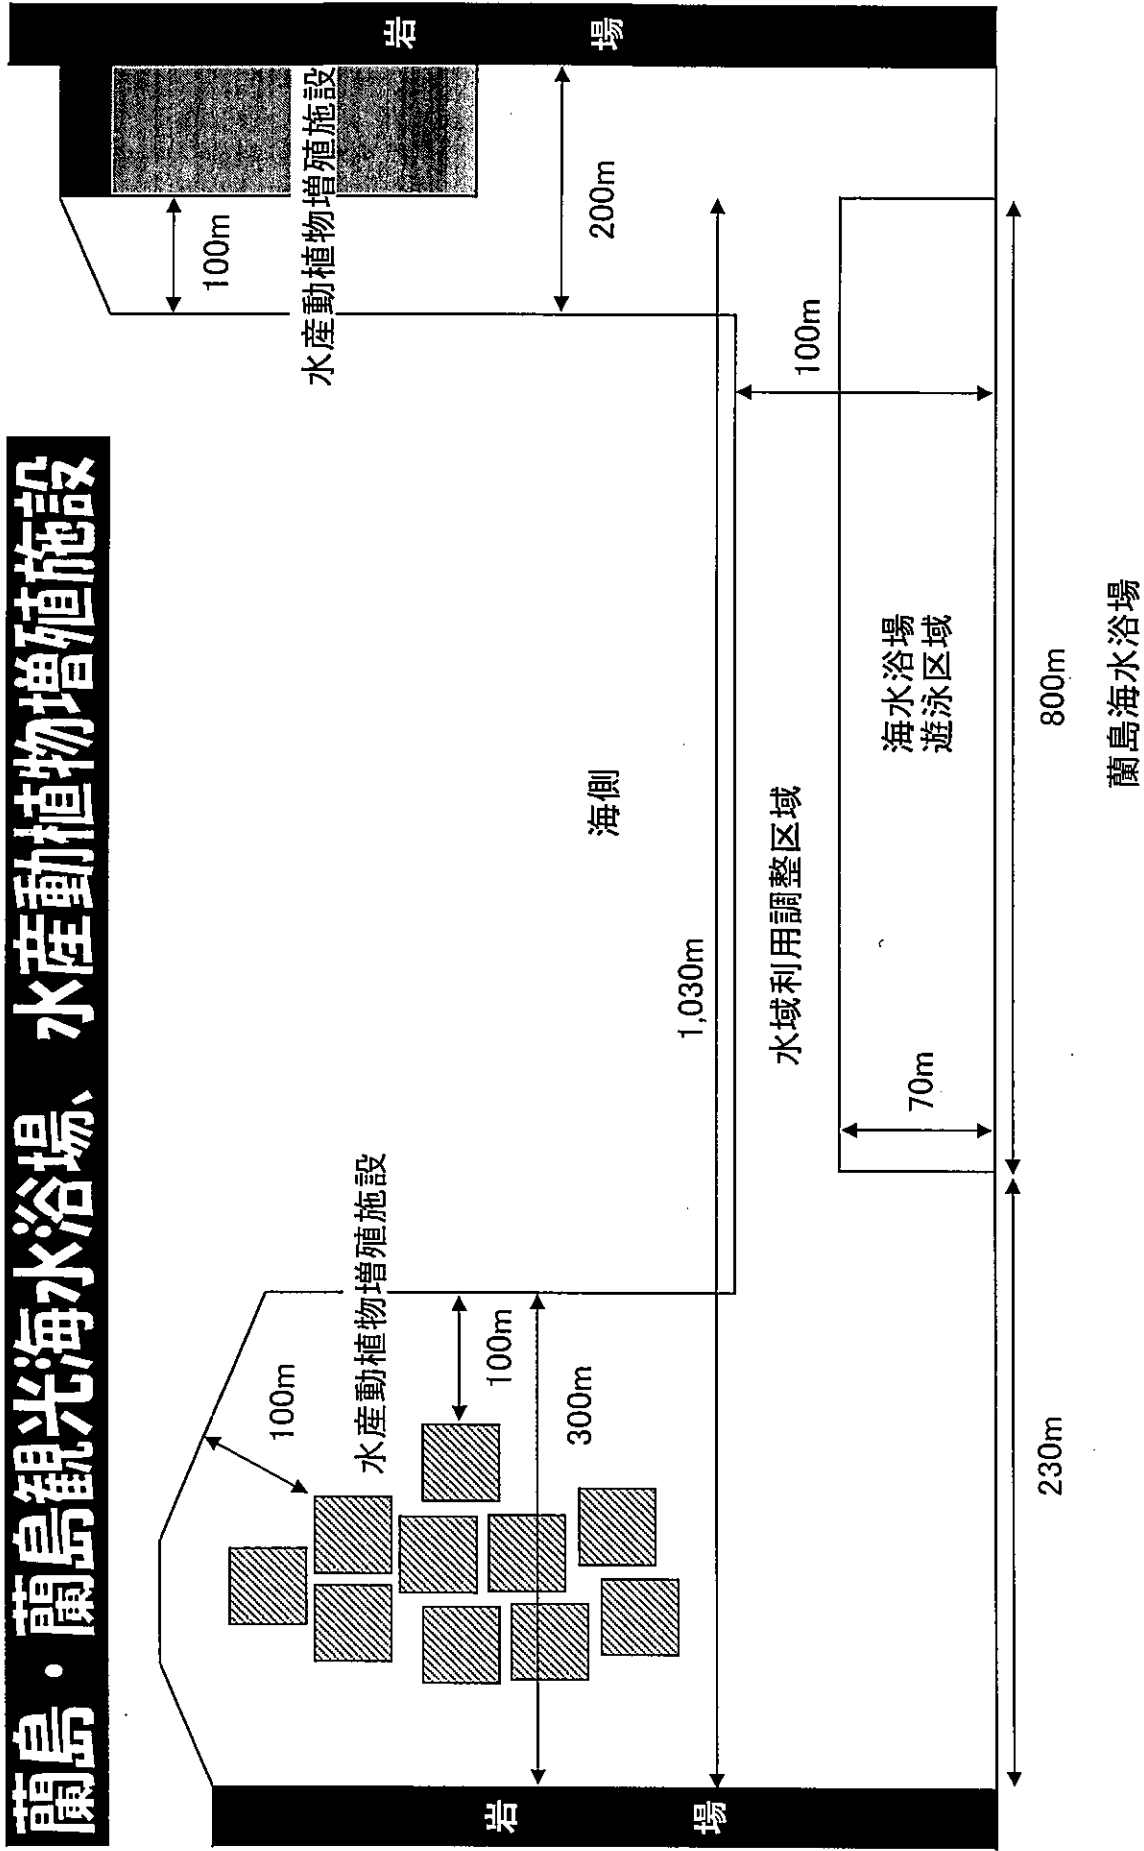 蘭島・蘭島観光海水浴場、水産動植物増殖施設
岩場
100m
水産動植物増殖施設
200m
100m
水産動植物増殖施設
100m
300m
海側
1,030m
水域利用調整区域
100m
70m
海水浴場
遊泳区域
岩場
230m
800m
蘭島海水浴場